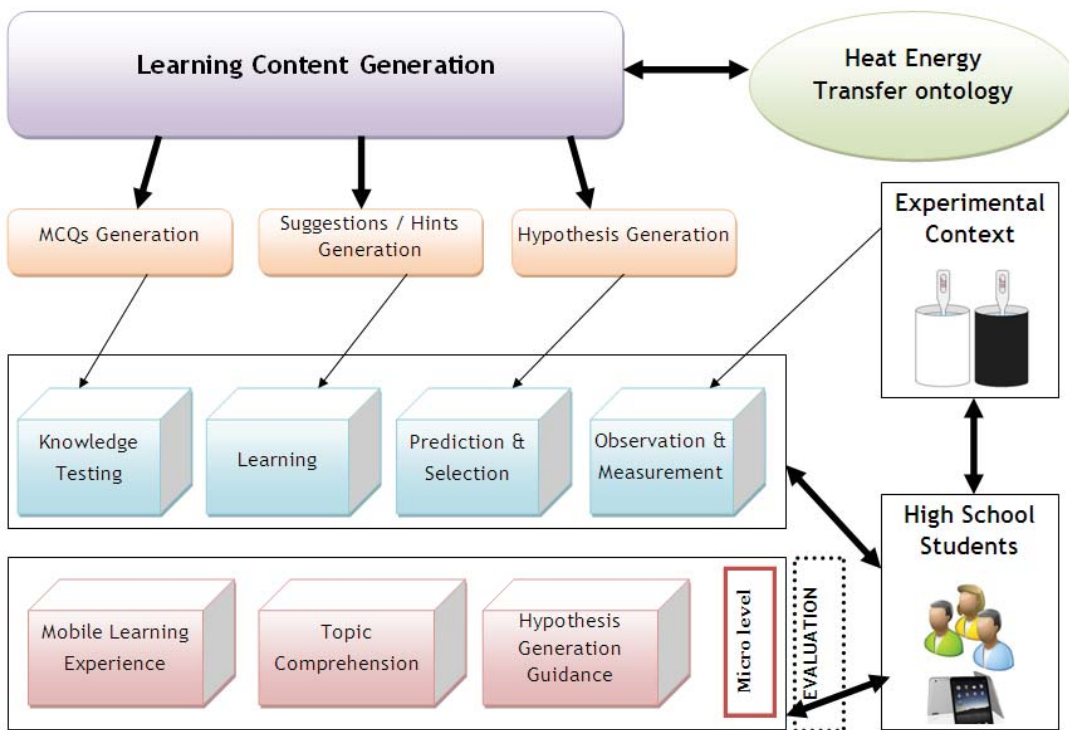 Learning Content Generation
Heat Energy
Transfer ontology
MCQs Generation
Suggestions / Hints
Generation
Hypothesis Generation
Experimental
Context
Knowledge
Testing
Learning
Prediction &
Selection
Observation &
Measurement
High School
Students
Mobile Learning
Experience
Topic
Comprehension
Hypothesis
Generation
Guidance
Micro level
EVALUATION